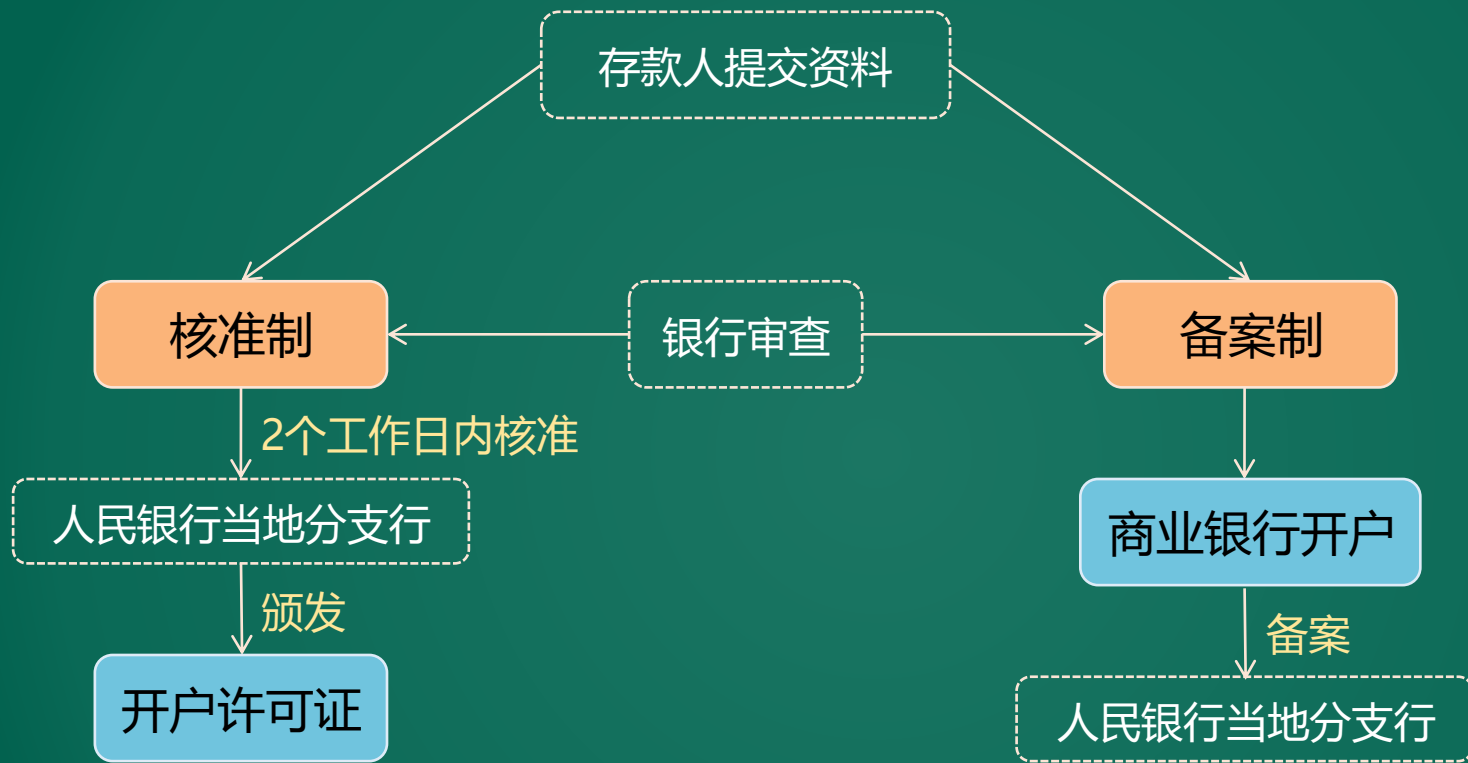 存款人提交资料
核准制
银行审查
备案制
2个工作日内核准
人民银行当地分支行
商业银行开户
颁发
备案
开户许可证
人民银行当地分支行